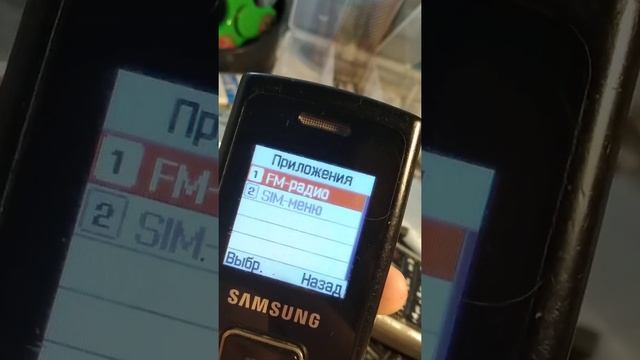 Приложения
1 FM-радио
2 SIM-меню
Выбр. Назад
SAMSUNG